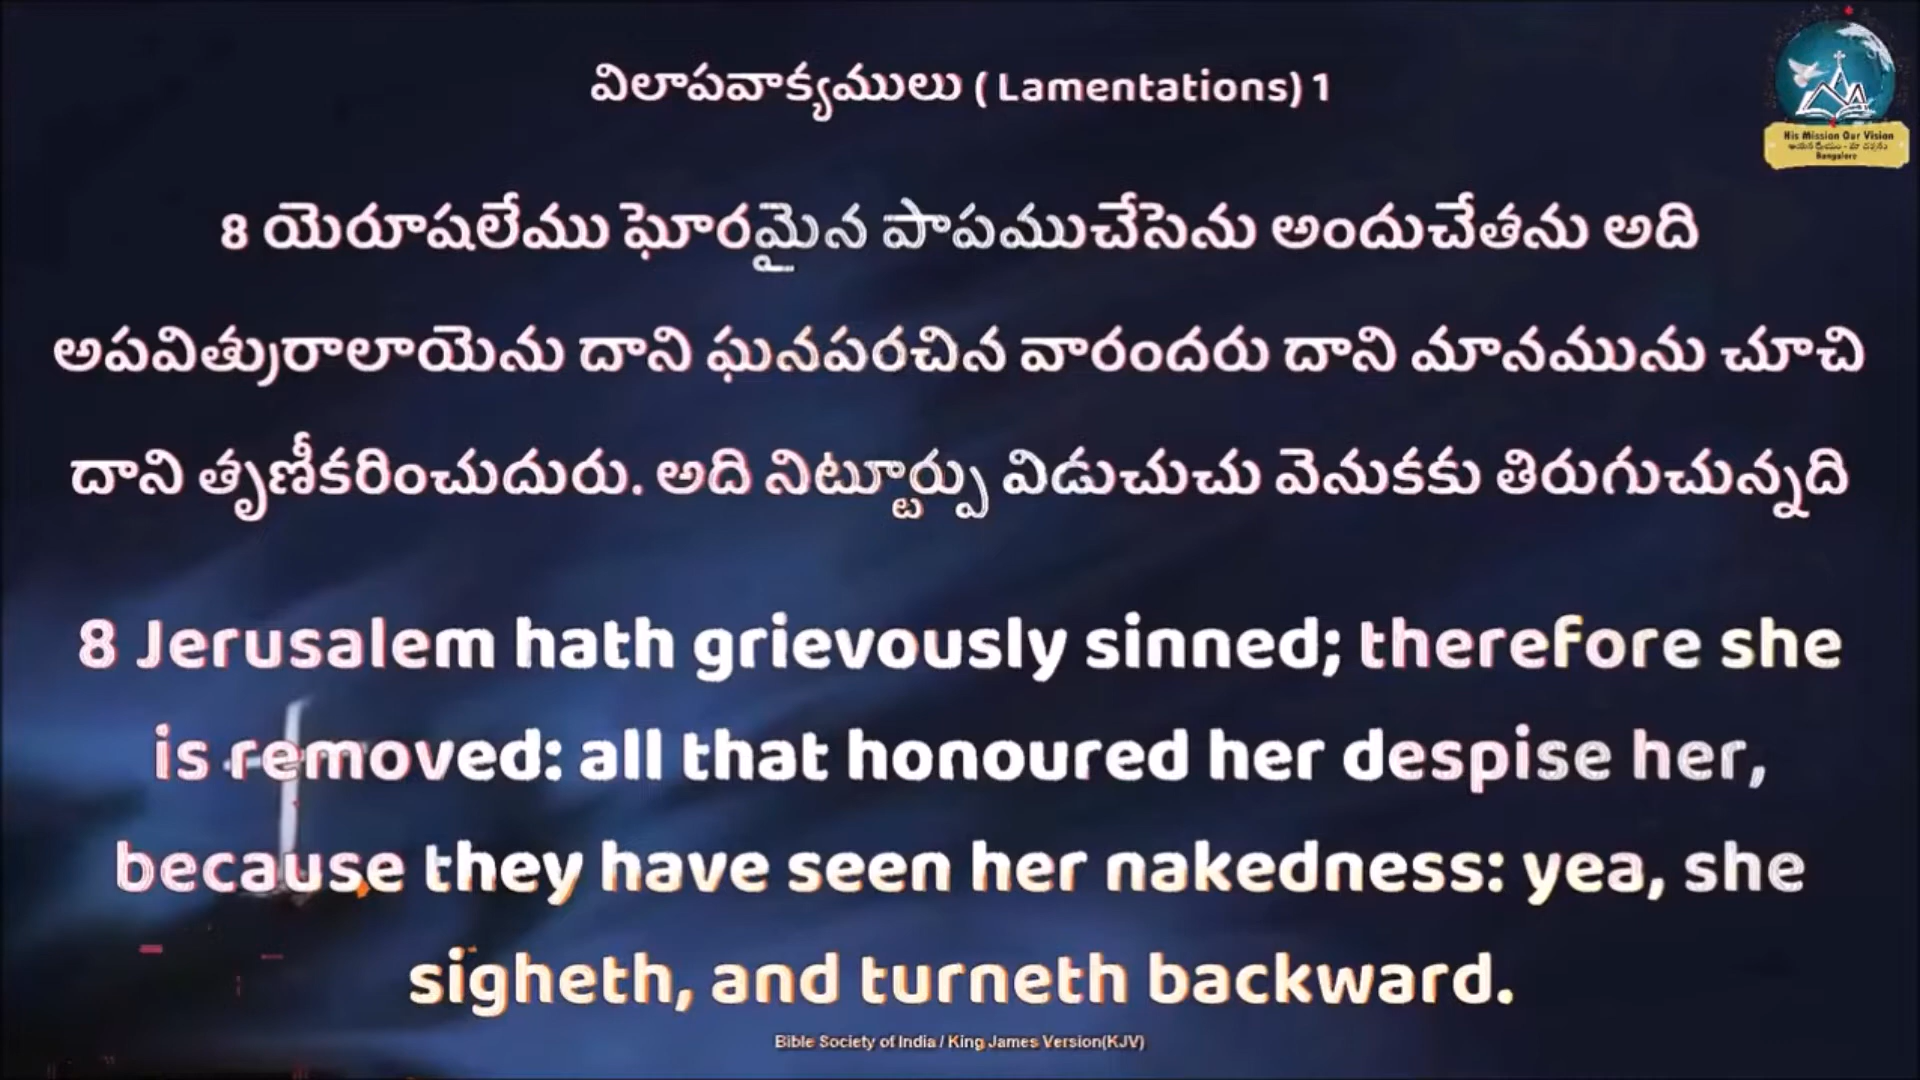 విలాపవాక్యములు ( Lamentations) 1
His Mission Our Vision
Bangalore
8 యెరూషలేము ఘోరమైన పాపముచేసెను అందుచేతను అది
అపవిత్రురాలాయెను దాని ఘనపరచిన వారందరు దాని మానమును చూచి
దాని తృణీకరించుదురు. అది నిట్టూర్పు విడుచుచు వెనుకకు తిరుగుచున్నది
8 Jerusalem hath grievously sinned; therefore she
is removed: all that honoured her despise her,
because they have seen her nakedness: yea, she
sigheth, and turneth backward.
Bible Society of India / King James Version(KJV)